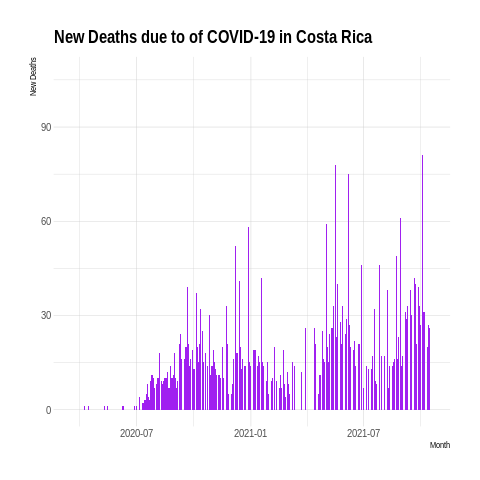 New Deaths due to of COVID-19 in Costa Rica
New Deaths
90
60
30
0
2020-07
2021-01
2021-07
Month